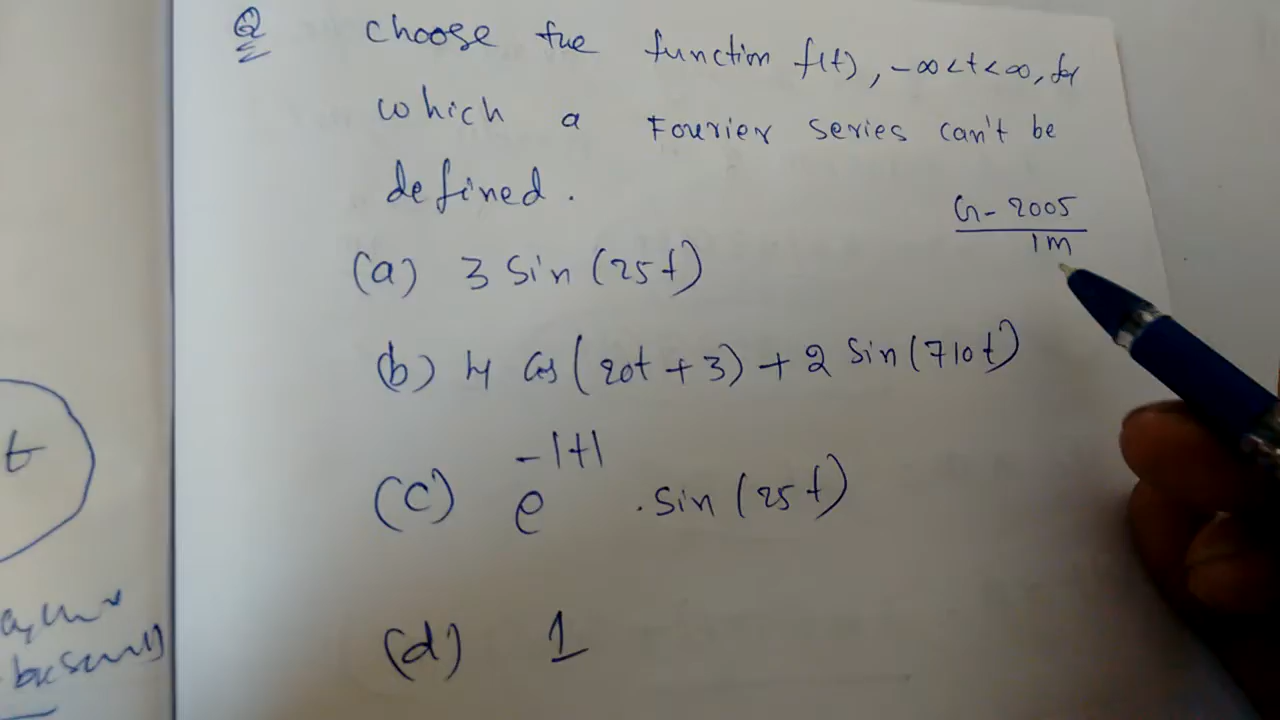 Q choose the function f(t), -∞<t<∞, for
which a Fourier series can't be
defined.
G-2005
1m
(a) 3 Sin (25t)
(b) 4 Cos (20t + 3) + 2 Sin (710t)
(c) e^-|t| . Sin (25t)
(d) 1
t